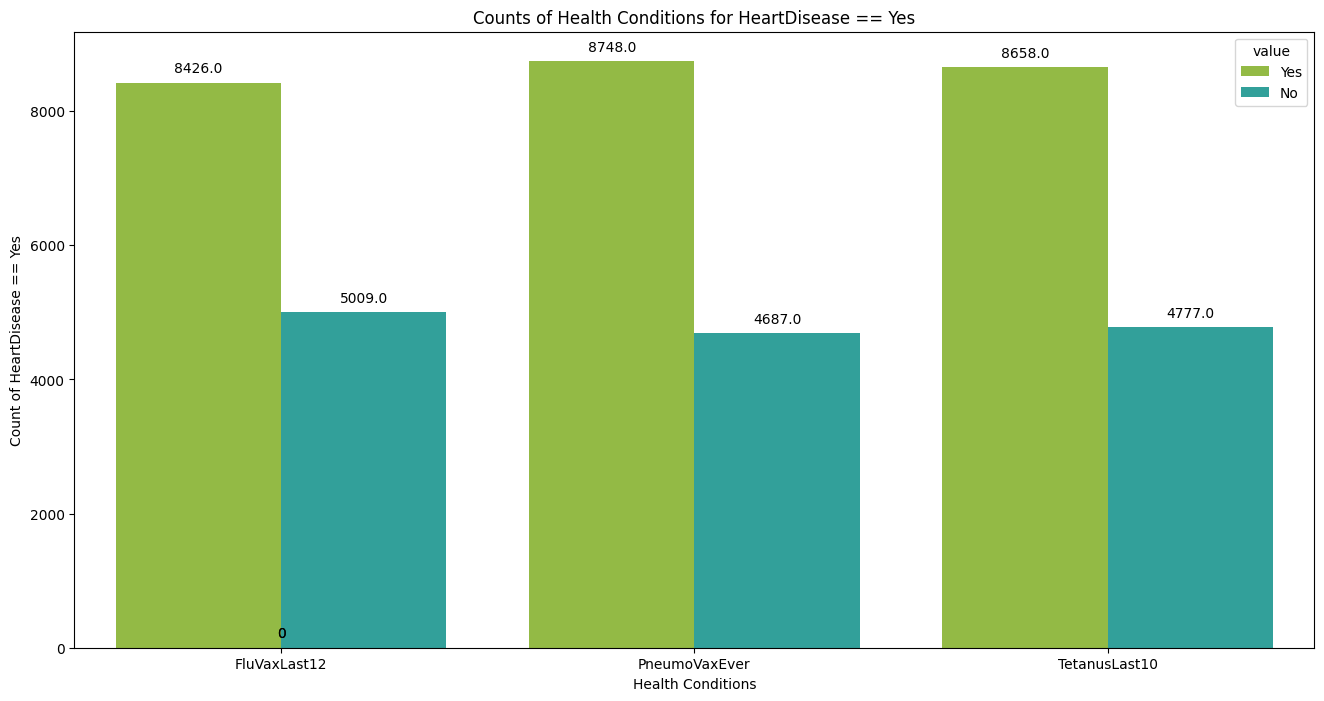 Counts of Health Conditions for HeartDisease == Yes
value
Yes
No
8426.0
5009.0
8748.0
4687.0
8658.0
4777.0
0
Count of HeartDisease == Yes
8000
6000
4000
2000
0
FluVaxLast12
PneumoVaxEver
TetanusLast10
Health Conditions